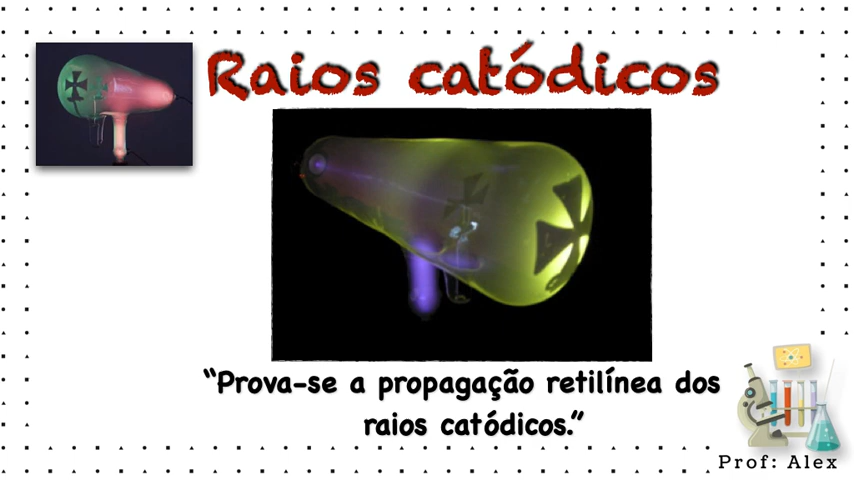 Raios catódicos
“Prova-se a propagação retilínea dos
raios catódicos.”
Prof: Alex